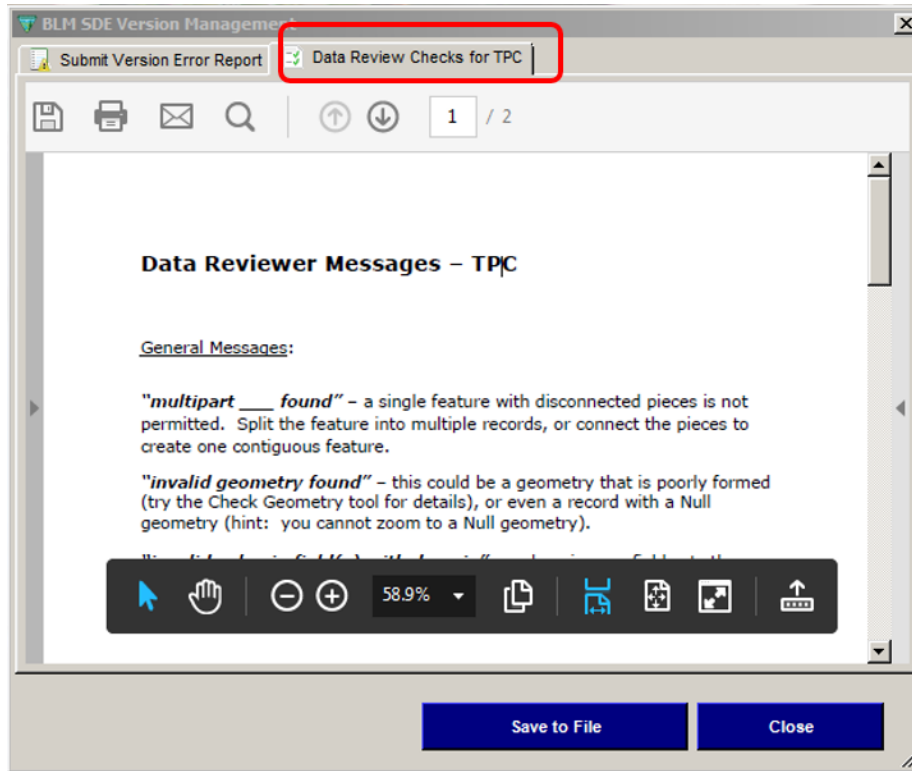 BLM SDE Version Management
Submit Version Error Report
Data Review Checks for TPC
1 / 2
Data Reviewer Messages – TPC
General Messages:
“multipart ___ found” – a single feature with disconnected pieces is not
permitted. Split the feature into multiple records, or connect the pieces to
create one contiguous feature.
“invalid geometry found” – this could be a geometry that is poorly formed
(try the Check Geometry tool for details), or even a record with a Null
geometry (hint: you cannot zoom to a Null geometry).
58.9%
Save to File
Close